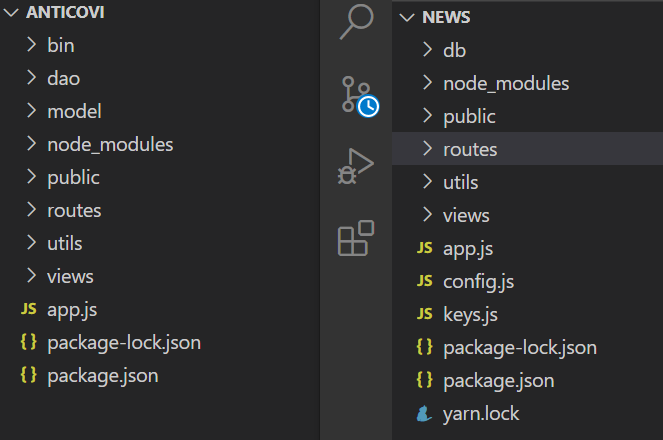 ANTICOVI
bin
dao
model
node_modules
public
routes
utils
views
JS app.js
{} package-lock.json
{} package.json
NEWS
db
node_modules
public
routes
utils
views
JS app.js
JS config.js
JS keys.js
{} package-lock.json
{} package.json
yarn.lock